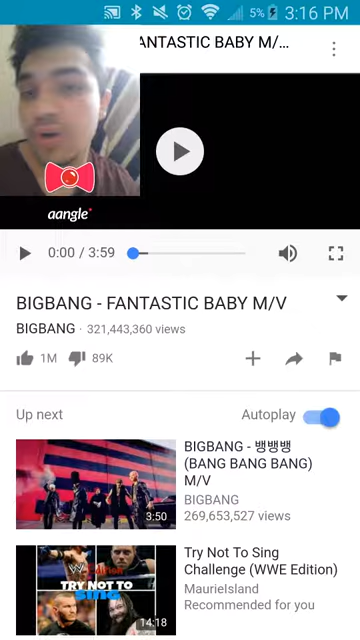 5% 3:16 PM
ANTASTIC BABY M/...
aangle
0:00 / 3:59
BIGBANG - FANTASTIC BABY M/V
BIGBANG · 321,443,360 views
1M 89K
Up next Autoplay
BIGBANG - 뱅뱅뱅
(BANG BANG BANG)
M/V
BIGBANG
269,653,527 views
3:50
Try Not To Sing
Challenge (WWE Edition)
MaurieIsland
Recommended for you
Edition
TRY NOT TO
SING
14:18